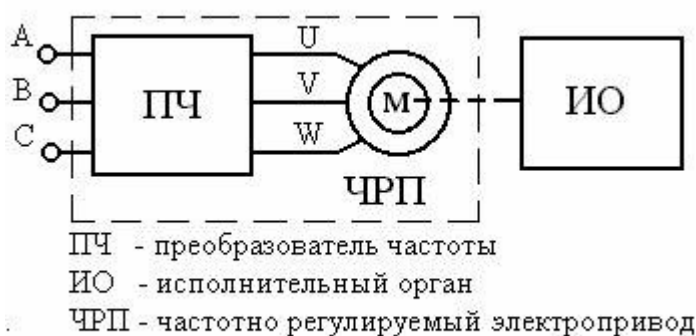 A
U
B
V
C
W
ПЧ
М
ИО
ЧРП
ПЧ - преобразователь частоты
ИО - исполнительный орган
ЧРП - частотно регулируемый электропривод